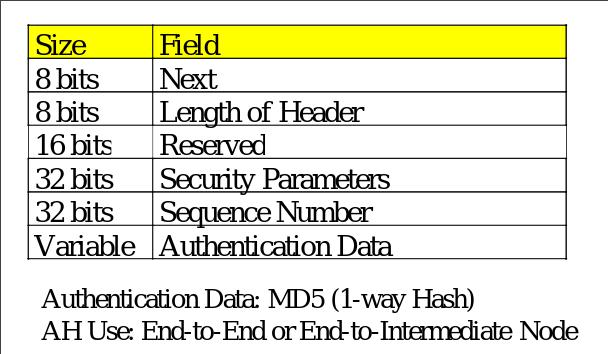 Size Field
8 bits Next
8 bits Length of Header
16 bits Reserved
32 bits Security Parameters
32 bits Sequence Number
Variable Authentication Data
Authentication Data: MD5 (1-way Hash)
AH Use: End-to-End or End-to-Intermediate Node